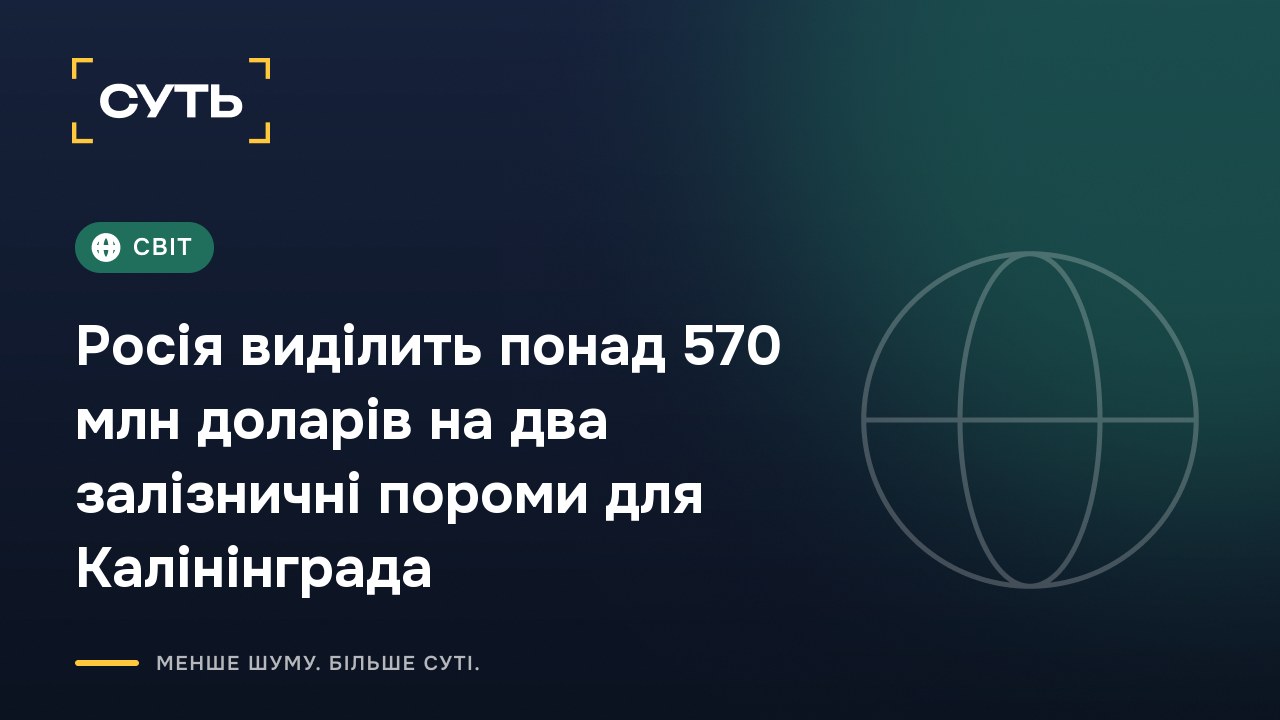 СУТЬ
СВІТ
Росія виділить понад 570
млн доларів на два
залізничні пороми для
Калінінграда
МЕНШЕ ШУМУ. БІЛЬШЕ СУТІ.